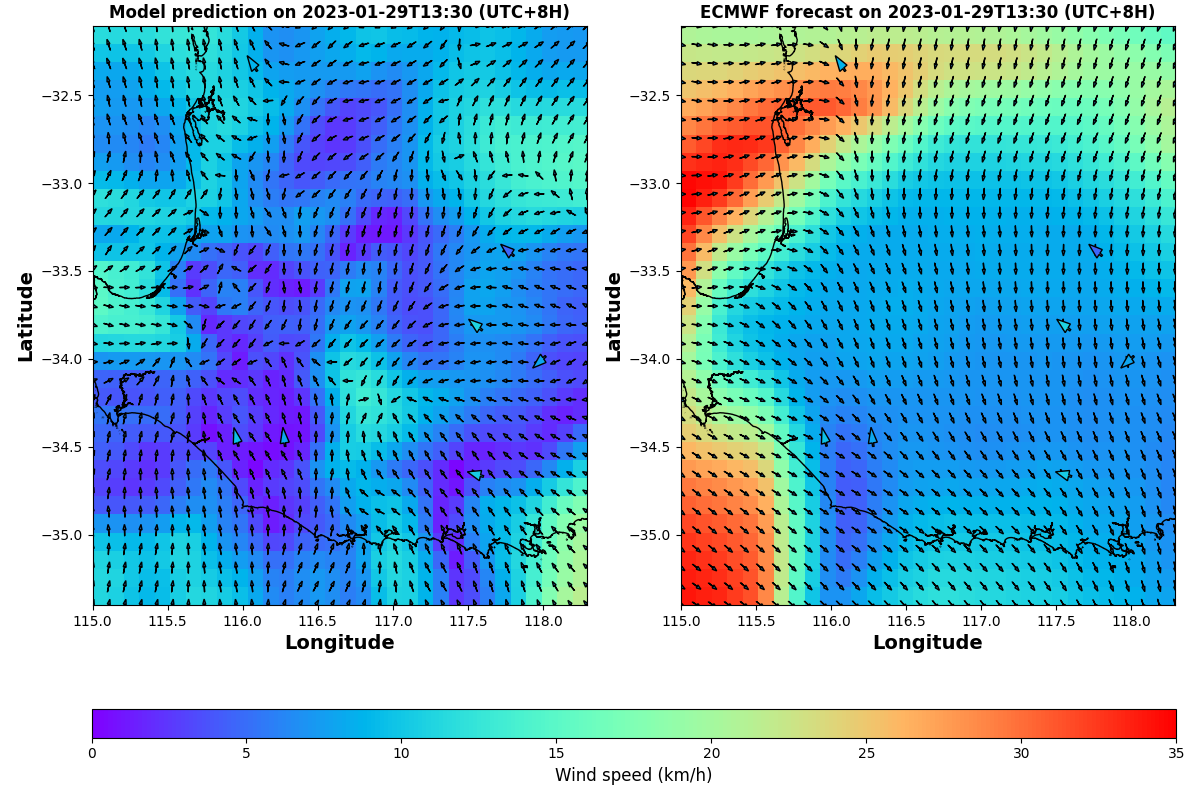 Model prediction on 2023-01-29T13:30 (UTC+8H)
ECMWF forecast on 2023-01-29T13:30 (UTC+8H)
−32.5
−33.0
−33.5
−34.0
−34.5
−35.0
Latitude
115.0 115.5 116.0 116.5 117.0 117.5 118.0
Longitude
−32.5
−33.0
−33.5
−34.0
−34.5
−35.0
Latitude
115.0 115.5 116.0 116.5 117.0 117.5 118.0
Longitude
0 5 10 15 20 25 30 35
Wind speed (km/h)